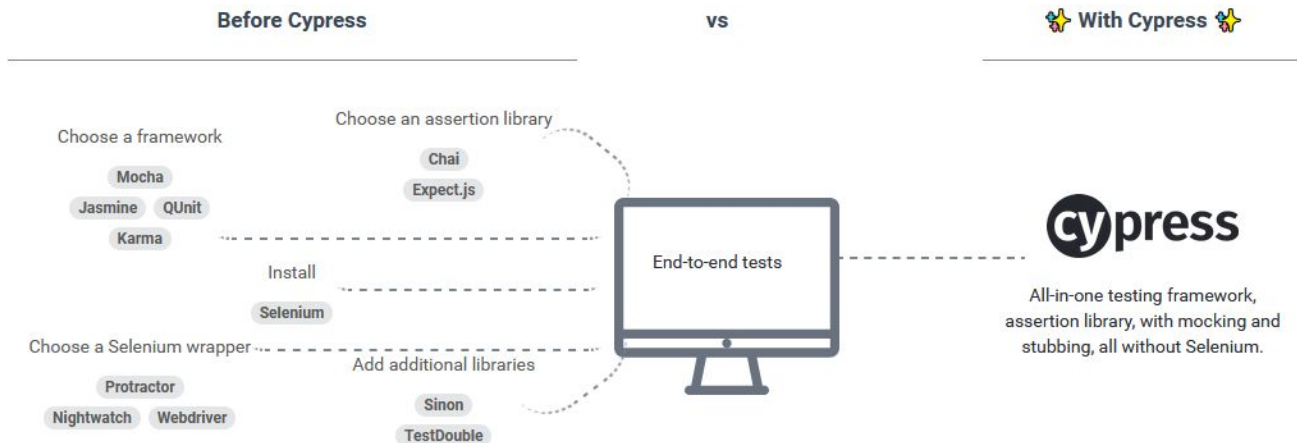 Before Cypress
vs
With Cypress
Choose a framework
Mocha
Jasmine QUnit
Karma
Choose an assertion library
Chai
Expect.js
Install
Selenium
Choose a Selenium wrapper
Protractor
Nightwatch Webdriver
Add additional libraries
Sinon
TestDouble
End-to-end tests
cypress
All-in-one testing framework,
assertion library, with mocking and
stubbing, all without Selenium.